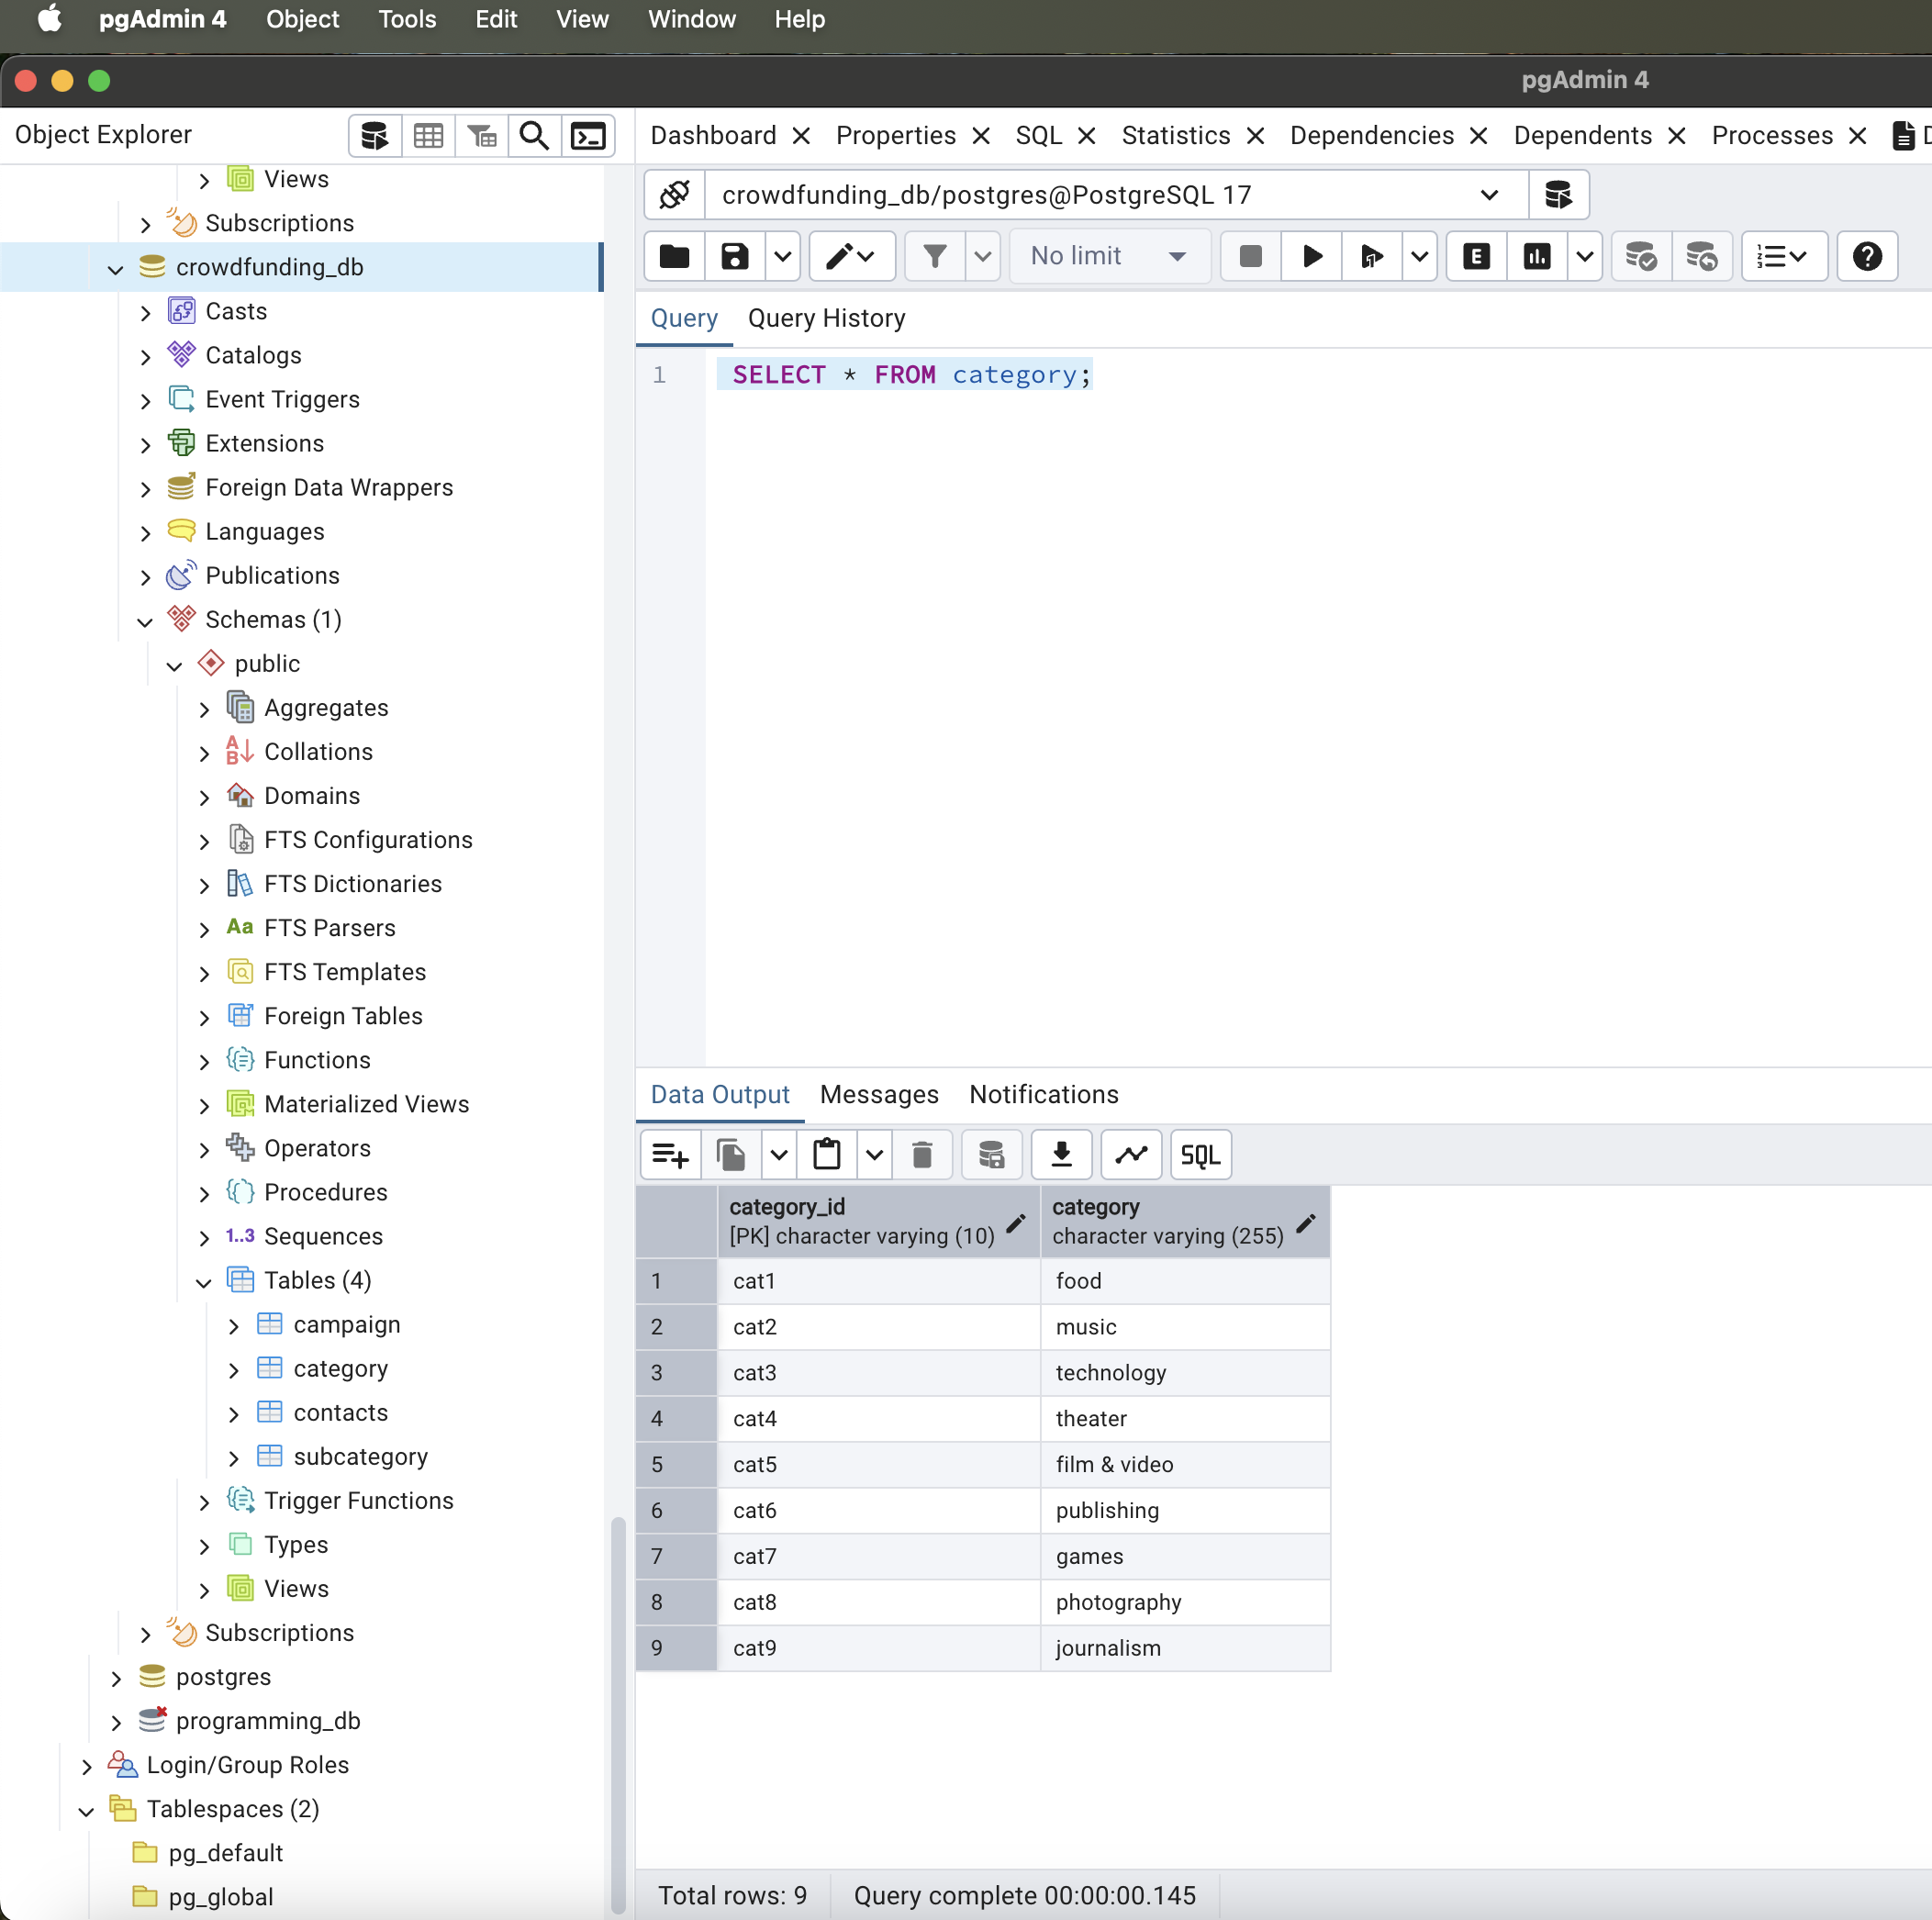 pgAdmin 4 Object Tools Edit View Window Help
pgAdmin 4
Object Explorer
Views
Subscriptions
crowdfunding_db
Casts
Catalogs
Event Triggers
Extensions
Foreign Data Wrappers
Languages
Publications
Schemas (1)
public
Aggregates
Collations
Domains
FTS Configurations
FTS Dictionaries
Aa FTS Parsers
FTS Templates
Foreign Tables
Functions
Materialized Views
Operators
Procedures
1..3 Sequences
Tables (4)
campaign
category
contacts
subcategory
Trigger Functions
Types
Views
Subscriptions
postgres
programming_db
Login/Group Roles
Tablespaces (2)
pg_default
pg_global
Dashboard Properties SQL Statistics Dependencies Dependents Processes
crowdfunding_db/postgres@PostgreSQL 17
No limit E
Query Query History
1 SELECT * FROM category;
Data Output Messages Notifications
SQL
category_id category
[PK] character varying (10) character varying (255)
1 cat1 food
2 cat2 music
3 cat3 technology
4 cat4 theater
5 cat5 film & video
6 cat6 publishing
7 cat7 games
8 cat8 photography
9 cat9 journalism
Total rows: 9 Query complete 00:00:00.145